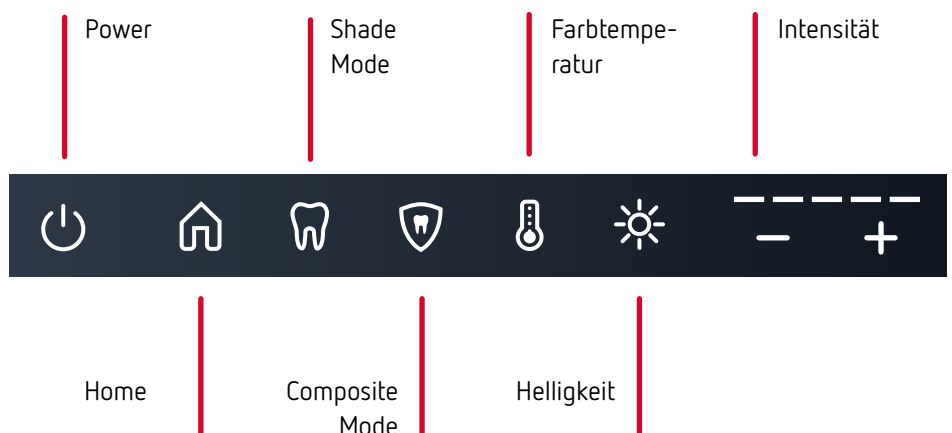 Power
Shade
Mode
Farbtempe-
ratur
Intensität
Home
Composite
Mode
Helligkeit